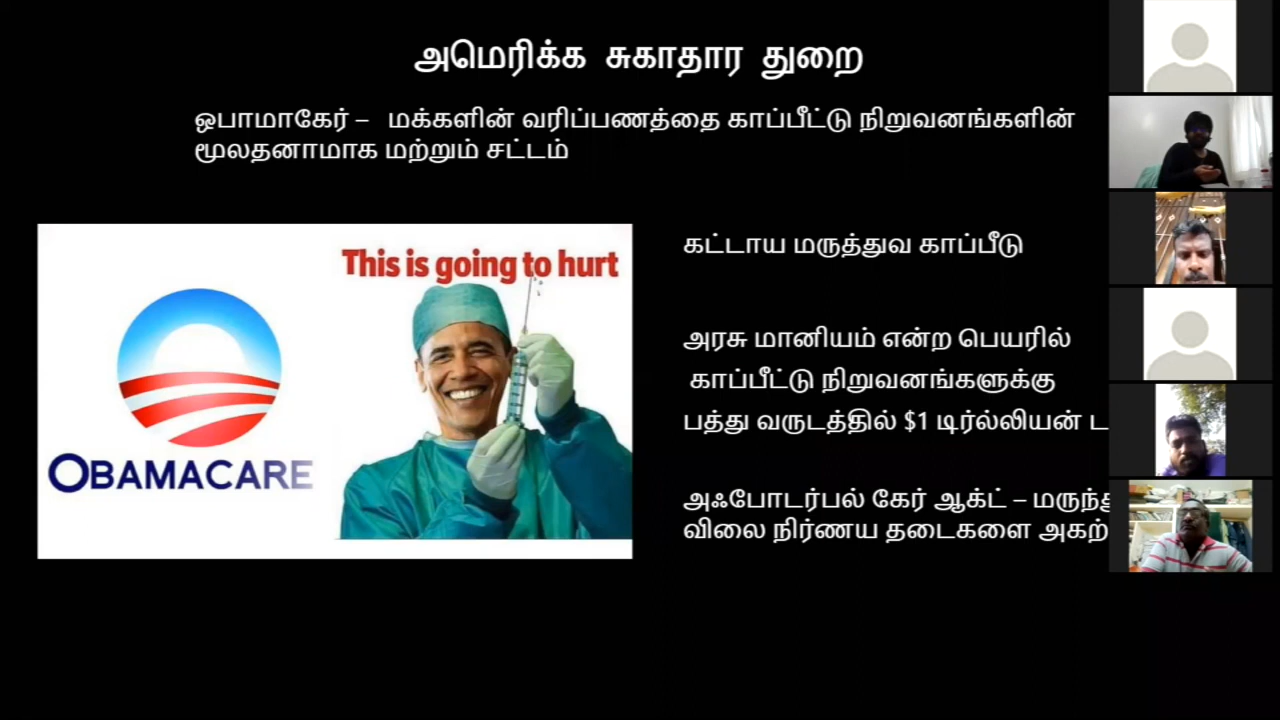 அமெரிக்க சுகாதார துறை
ஒபாமாகேர் – மக்களின் வரிப்பணத்தை காப்பீட்டு நிறுவனங்களின்
மூலதனாமாக மற்றும் சட்டம்
This is going to hurt
OBAMACARE
கட்டாய மருத்துவ காப்பீடு
அரசு மானியம் என்ற பெயரில்
காப்பீட்டு நிறுவனங்களுக்கு
பத்து வருடத்தில் $1 டிர்ல்லியன்
அஃபோடர்பல் கேர் ஆக்ட் –
விலை நிர்ணய தடைகளை